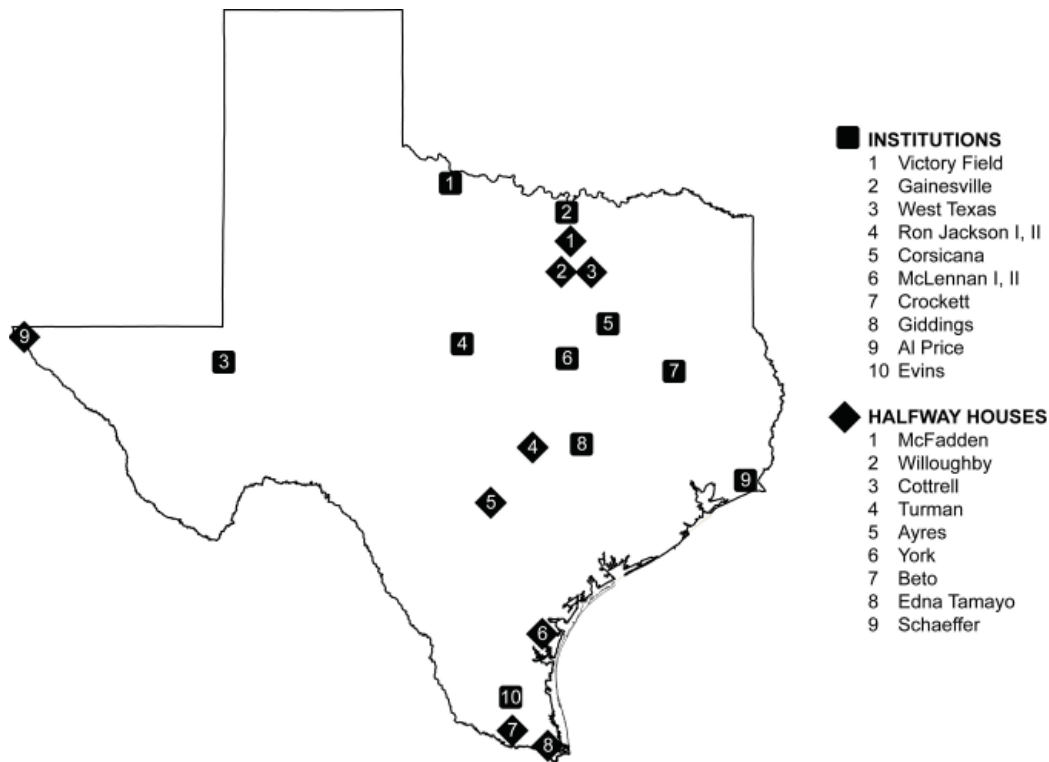 1
2
1
2 3
9
5
4
3
6
7
4
8
9
5
6
10
7
8
INSTITUTIONS
1 Victory Field
2 Gainesville
3 West Texas
4 Ron Jackson I, II
5 Corsicana
6 McLennan I, II
7 Crockett
8 Giddings
9 Al Price
10 Evins
HALFWAY HOUSES
1 McFadden
2 Willoughby
3 Cottrell
4 Turman
5 Ayres
6 York
7 Beto
8 Edna Tamayo
9 Schaeffer